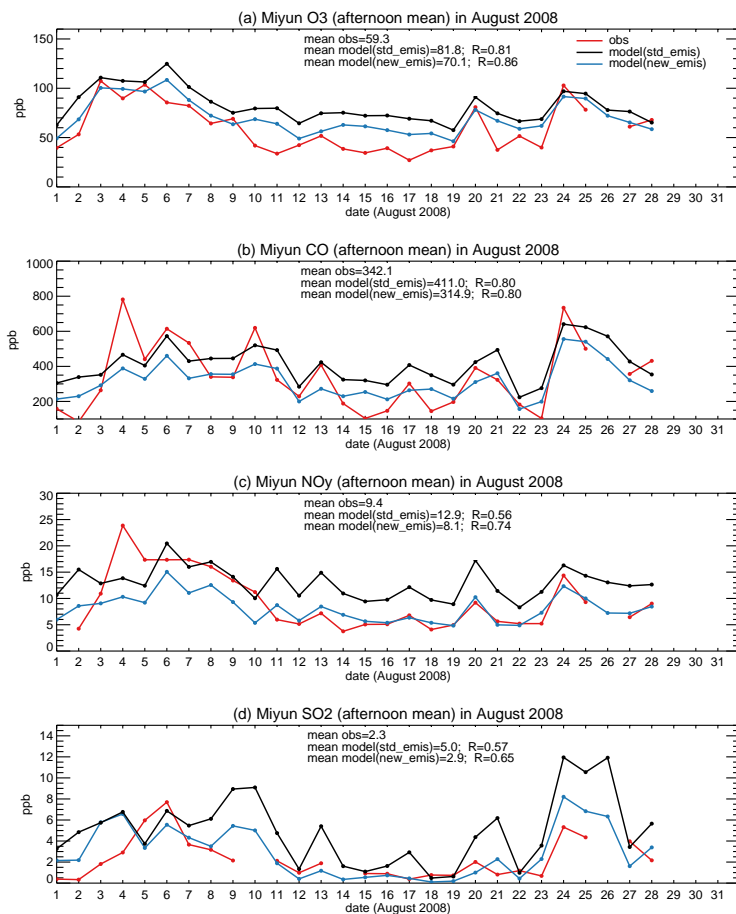 (a) Miyun O3 (afternoon mean) in August 2008
mean obs=59.3
mean model(std_emis)=81.8; R=0.81
mean model(new_emis)=70.1; R=0.86
obs
model(std_emis)
model(new_emis)
150
100
50
0
ppb
1 2 3 4 5 6 7 8 9 10 11 12 13 14 15 16 17 18 19 20 21 22 23 24 25 26 27 28 29 30 31
date (August 2008)
(b) Miyun CO (afternoon mean) in August 2008
mean obs=342.1
mean model(std_emis)=411.0; R=0.80
mean model(new_emis)=314.9; R=0.80
1000
800
600
400
200
ppb
1 2 3 4 5 6 7 8 9 10 11 12 13 14 15 16 17 18 19 20 21 22 23 24 25 26 27 28 29 30 31
date (August 2008)
(c) Miyun NOy (afternoon mean) in August 2008
mean obs=9.4
mean model(std_emis)=12.9; R=0.56
mean model(new_emis)=8.1; R=0.74
30
25
20
15
10
5
0
ppb
1 2 3 4 5 6 7 8 9 10 11 12 13 14 15 16 17 18 19 20 21 22 23 24 25 26 27 28 29 30 31
date (August 2008)
(d) Miyun SO2 (afternoon mean) in August 2008
mean obs=2.3
mean model(std_emis)=5.0; R=0.57
mean model(new_emis)=2.9; R=0.65
14
12
10
8
6
4
2
0
ppb
1 2 3 4 5 6 7 8 9 10 11 12 13 14 15 16 17 18 19 20 21 22 23 24 25 26 27 28 29 30 31
date (August 2008)